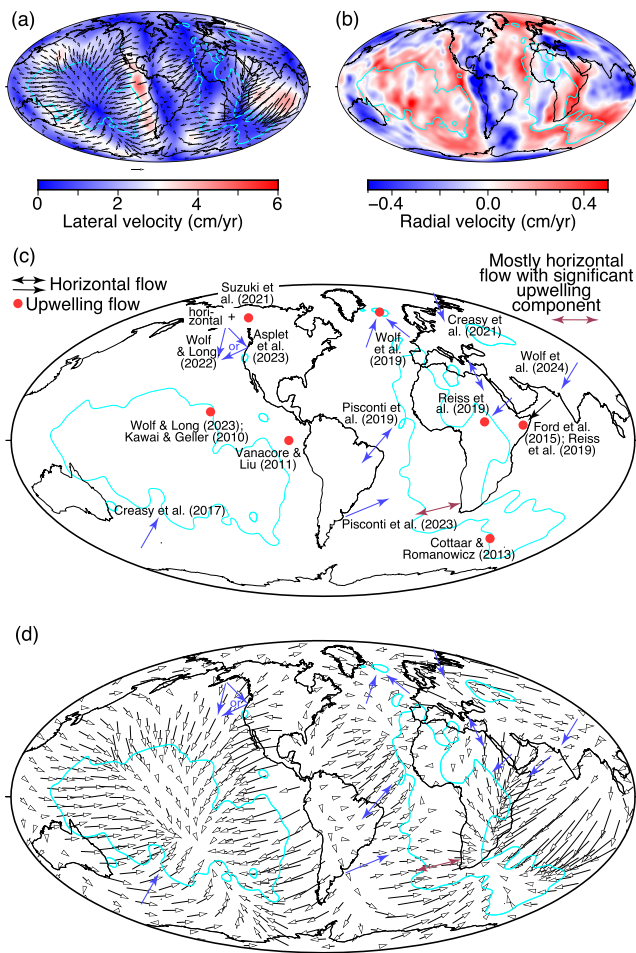 (a)
(b)
0 2 4 6
Lateral velocity (cm/yr)
−0.4 0.0 0.4
Radial velocity (cm/yr)
(c)
Horizontal flow
Upwelling flow
Mostly horizontal
flow with significant
upwelling
component
Suzuki et
al. (2021)
hori-
zontal
+
or
Wolf
& Long
(2022)
Asplet
et al.
(2023)
Wolf
et al.
(2019)
Creasy et
al. (2021)
Wolf et
al. (2024)
Reiss et
al. (2019)
Pisconti et
al. (2019)
Ford et al.
(2015); Reiss
et al. (2019)
Wolf & Long (2023);
Kawai & Geller (2010)
Vanacore &
Liu (2011)
Creasy et al. (2017)
Pisconti et al. (2023)
Cottaar &
Romanowicz (2013)
(d)
or